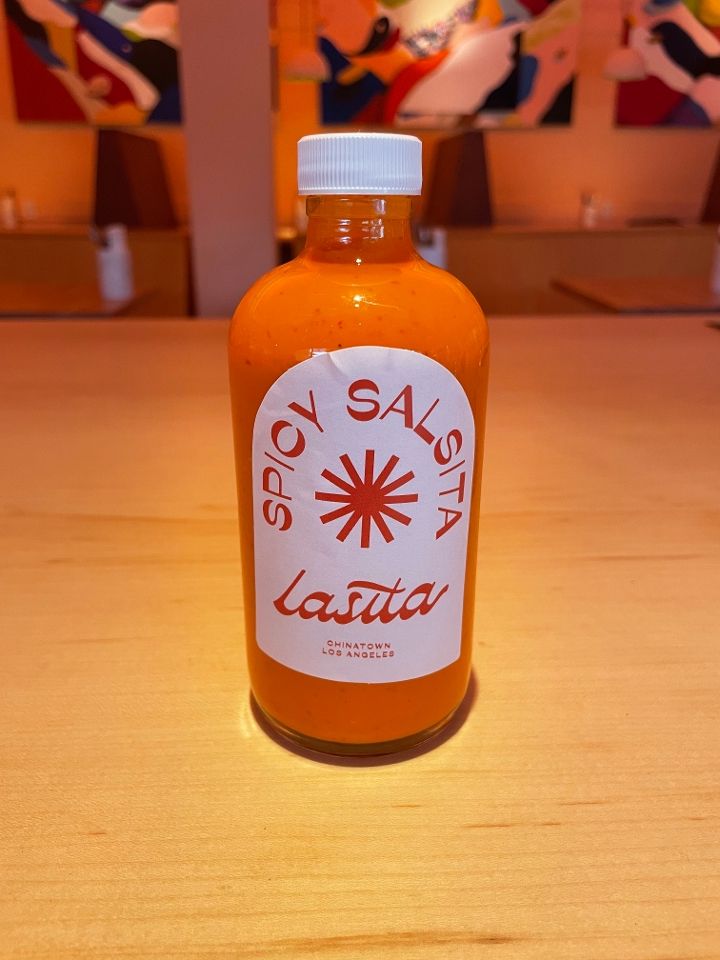 SPICY SALSITA
lasita
CHINATOWN
LOS ANGELES